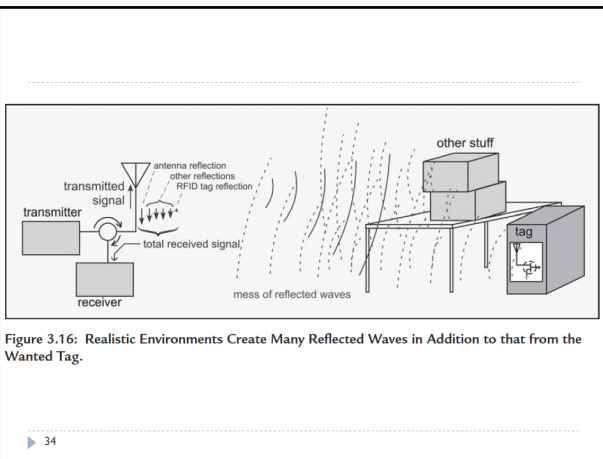 antenna reflection
other reflections
RFID tag reflection
transmitted
signal
transmitter
total received signal
receiver
mess of reflected waves
other stuff
tag
Figure 3.16: Realistic Environments Create Many Reflected Waves in Addition to that from the
Wanted Tag.
34